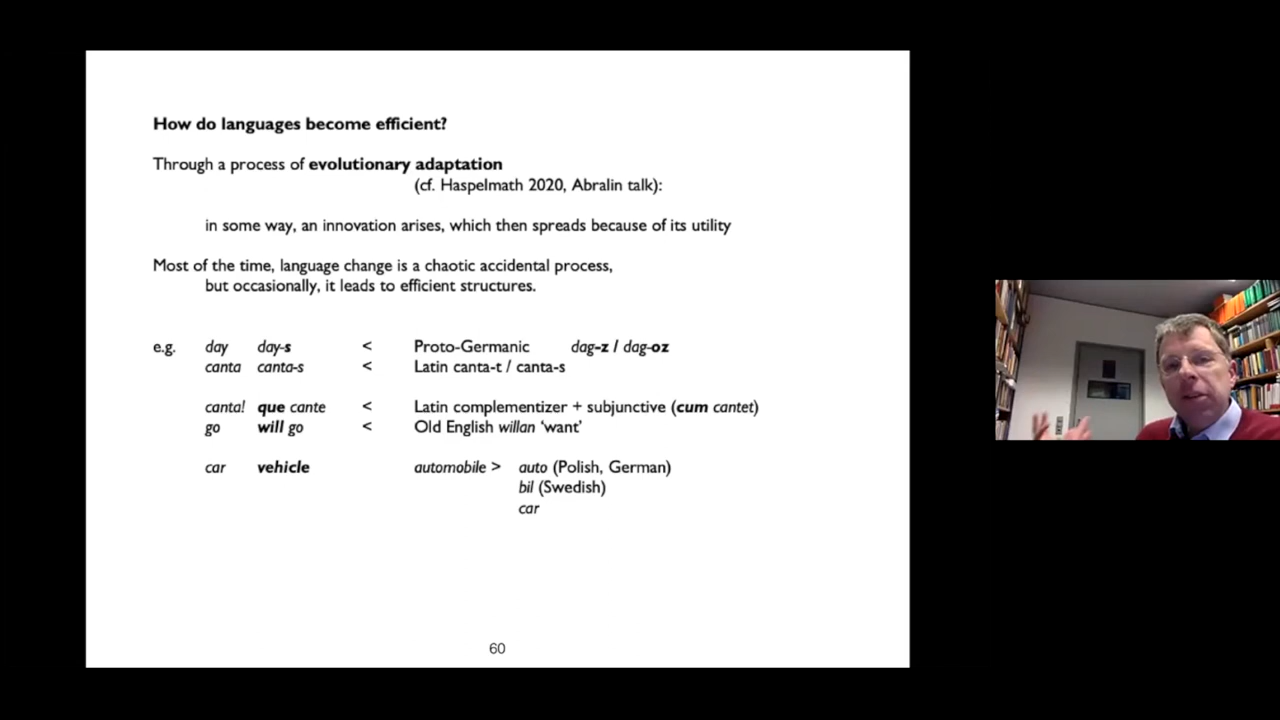 How do languages become efficient?
Through a process of evolutionary adaptation
(cf. Haspelmath 2020, Abralin talk):
in some way, an innovation arises, which then spreads because of its utility
Most of the time, language change is a chaotic accidental process,
but occasionally, it leads to efficient structures.
e.g. day day-s < Proto-Germanic dag-z / dag-oz
canta canta-s < Latin canta-t / canta-s
canta! que cante < Latin complementizer + subjunctive (cum cantet)
go will go < Old English willan ‘want’
car vehicle automobile > auto (Polish, German)
bil (Swedish)
car
60